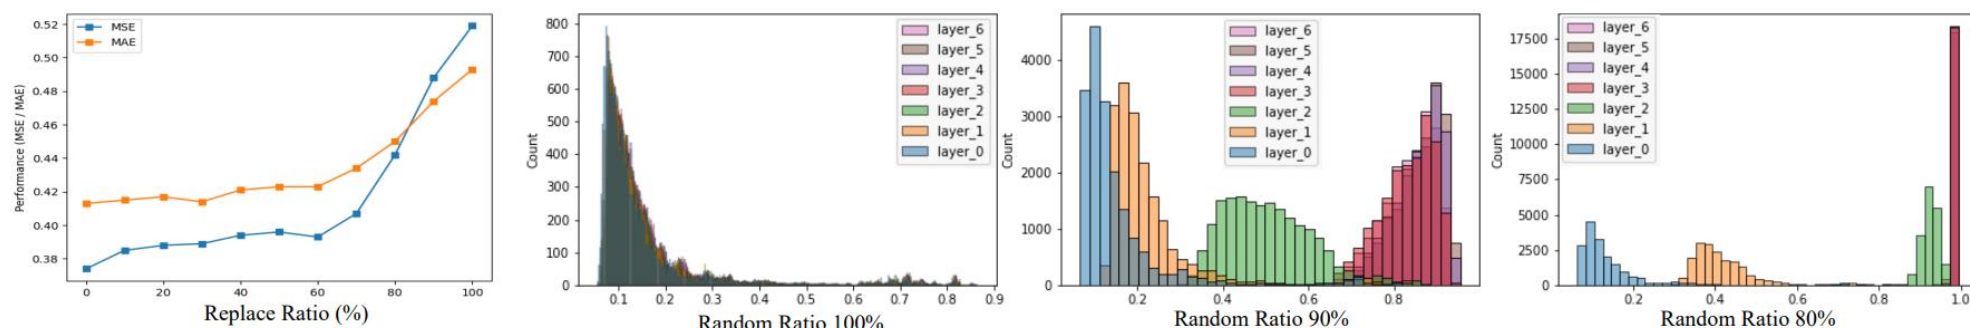 Performance (MSE / MAE)
0.52
0.50
0.48
0.46
0.44
0.42
0.40
0.38
MSE
MAE
0 20 40 60 80 100
Replace Ratio (%)
Count
800
700
600
500
400
300
200
100
0
layer_6
layer_5
layer_4
layer_3
layer_2
layer_1
layer_0
0.1 0.2 0.3 0.4 0.5 0.6 0.7 0.8 0.9
Random Ratio 100%
Count
4000
3000
2000
1000
0
layer_6
layer_5
layer_4
layer_3
layer_2
layer_1
layer_0
0.2 0.4 0.6 0.8
Random Ratio 90%
Count
17500
15000
12500
10000
7500
5000
2500
0
layer_6
layer_5
layer_4
layer_3
layer_2
layer_1
layer_0
0.2 0.4 0.6 0.8 1.0
Random Ratio 80%